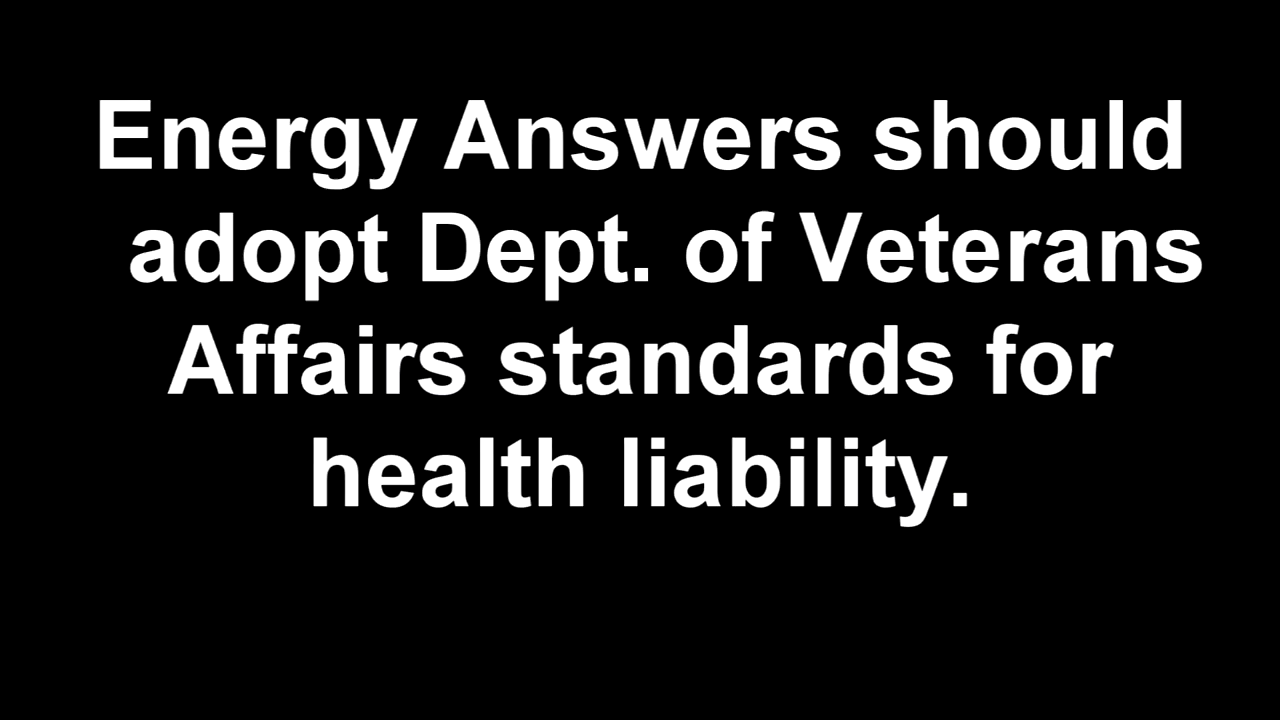 Energy Answers should
adopt Dept. of Veterans
Affairs standards for
health liability.